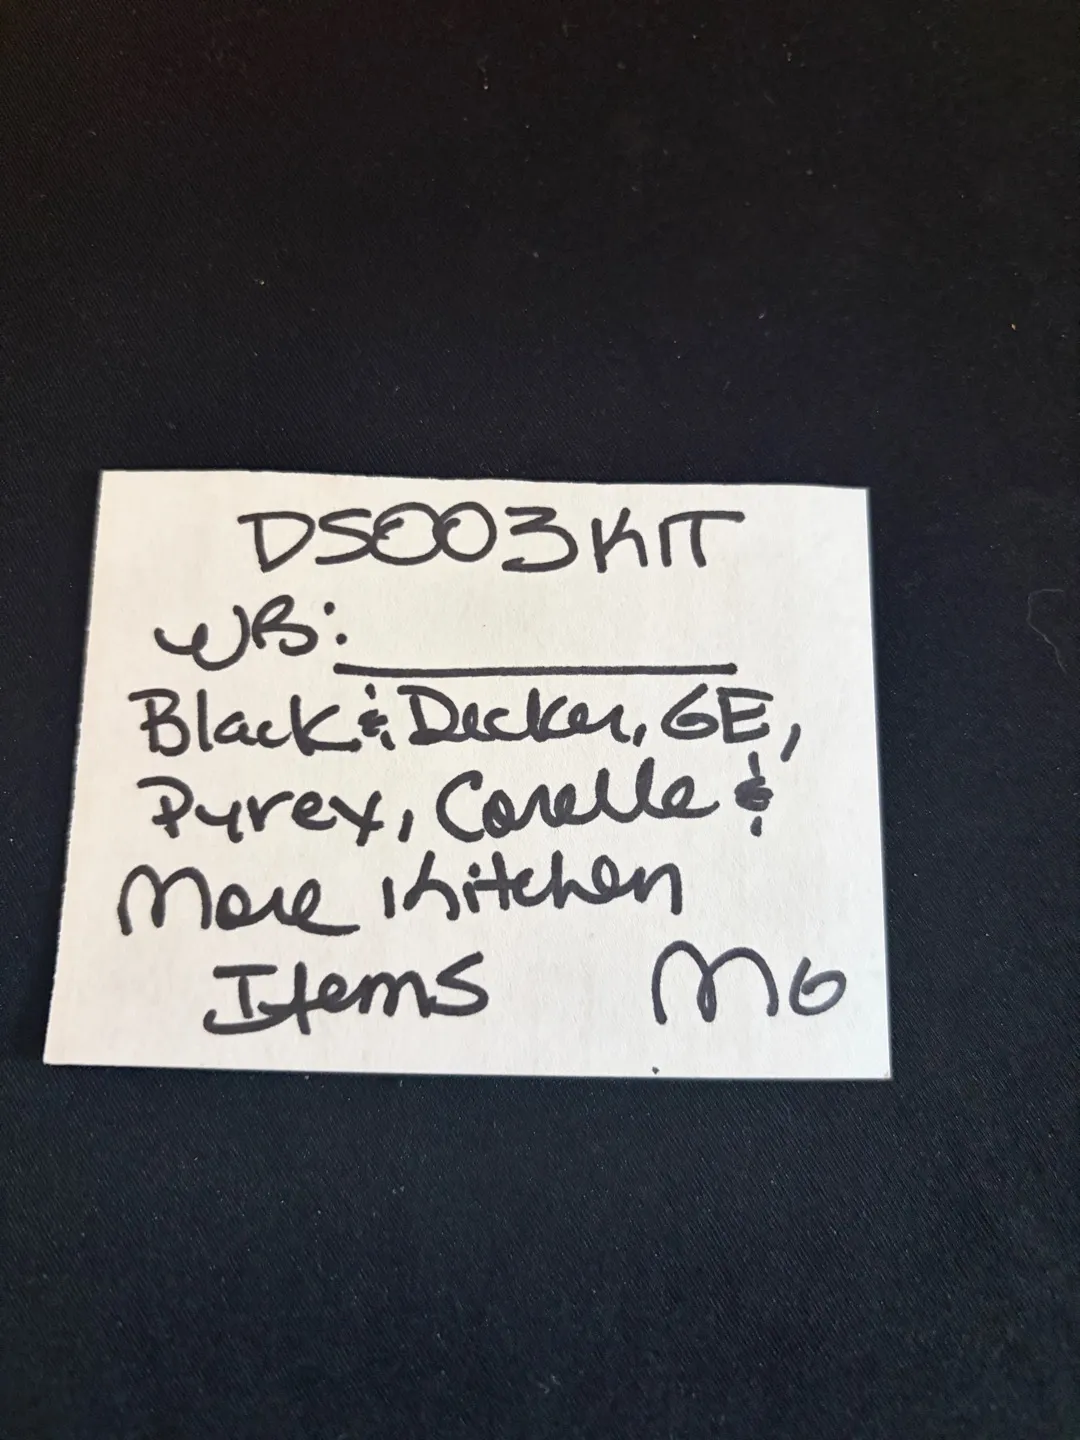 DS003KIT
WB:
Black & Decker, GE,
Pyrex, Corelle &
More Kitchen
Items MG